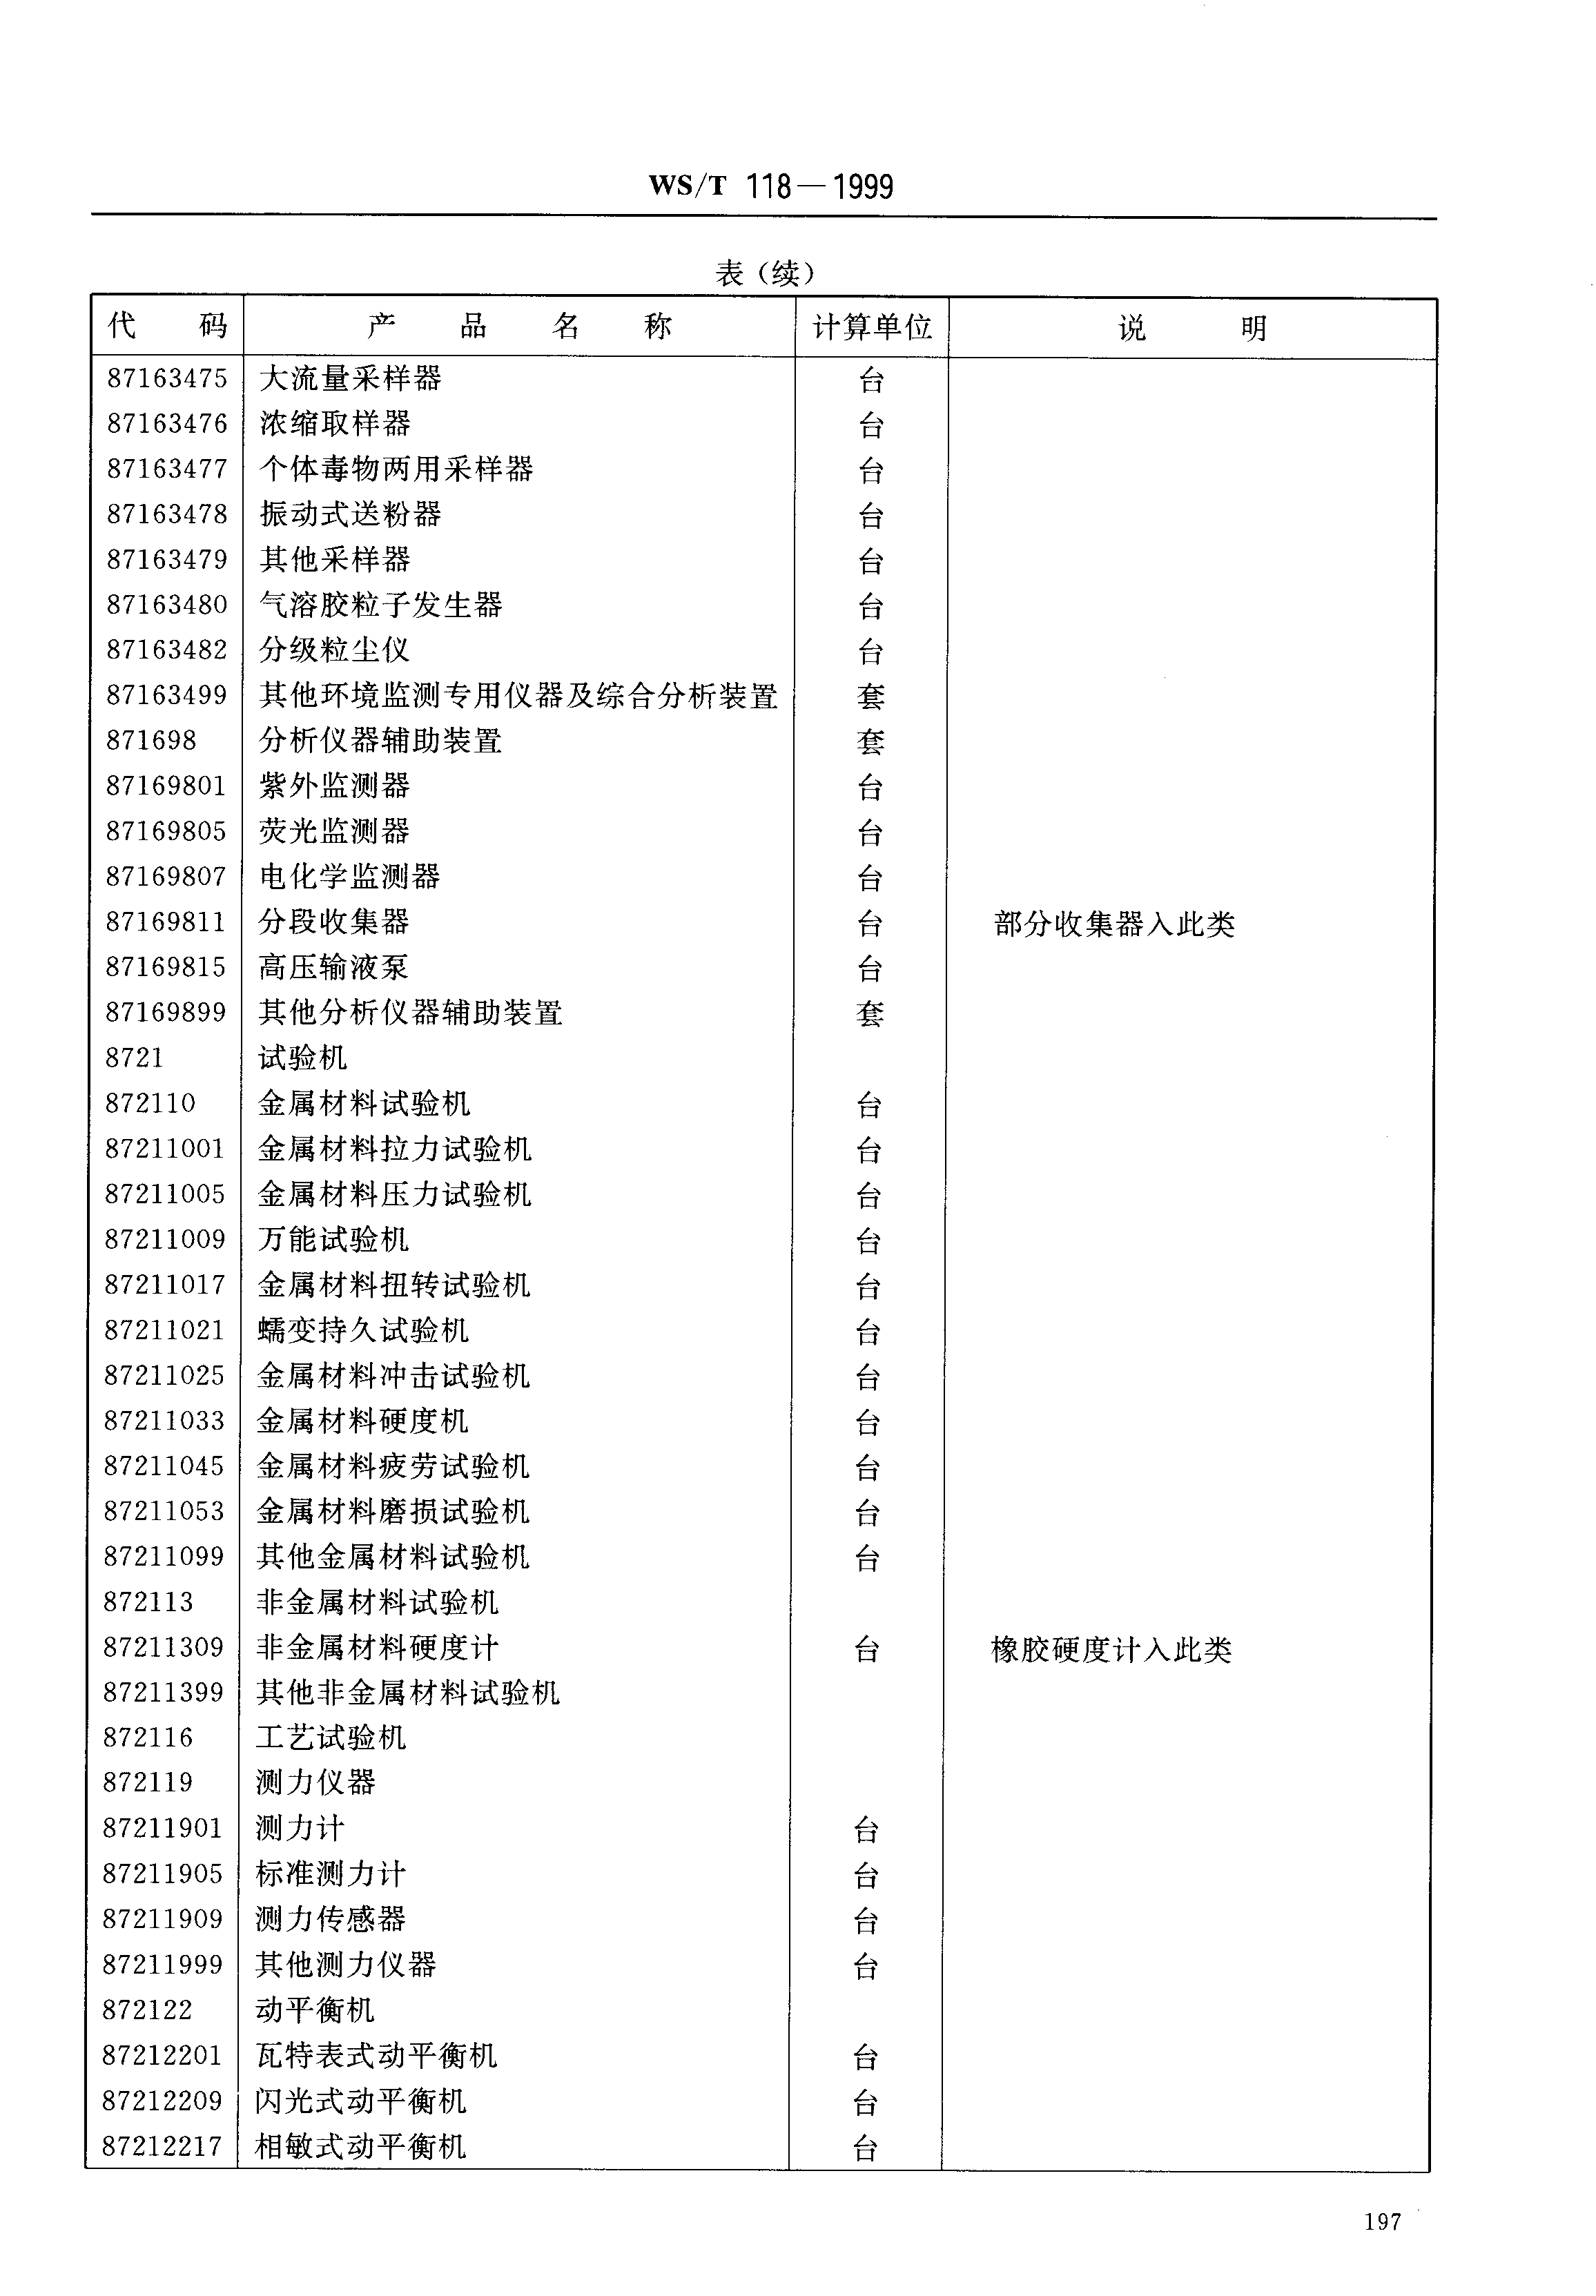 WS/T 118—1999
表（续）
代 码 产 品 名 称 计算单位 说 明
87163475 大流量采样器 台
87163476 浓缩取样器 台
87163477 个体毒物两用采样器 台
87163478 振动式送粉器 台
87163479 其他采样器 台
87163480 气溶胶粒子发生器 台
87163482 分级粒尘仪 台
87163499 其他环境监测专用仪器及综合分析装置 套
871698 分析仪器辅助装置 套
87169801 紫外监测器 台
87169805 荧光监测器 台
87169807 电化学监测器 台
87169811 分段收集器 台 部分收集器入此类
87169815 高压输液泵 台
87169899 其他分析仪器辅助装置 套
8721 试验机
872110 金属材料试验机 台
87211001 金属材料拉力试验机 台
87211005 金属材料压力试验机 台
87211009 万能试验机 台
87211017 金属材料扭转试验机 台
87211021 蠕变持久试验机 台
87211025 金属材料冲击试验机 台
87211033 金属材料硬度机 台
87211045 金属材料疲劳试验机 台
87211053 金属材料磨损试验机 台
87211099 其他金属材料试验机 台
872113 非金属材料试验机
87211309 非金属材料硬度计 台 橡胶硬度计入此类
87211399 其他非金属材料试验机
872116 工艺试验机
872119 测力仪器
87211901 测力计 台
87211905 标准测力计 台
87211909 测力传感器 台
87211999 其他测力仪器 台
872122 动平衡机
87212201 瓦特表式动平衡机 台
87212209 闪光式动平衡机 台
87212217 相敏式动平衡机 台
197